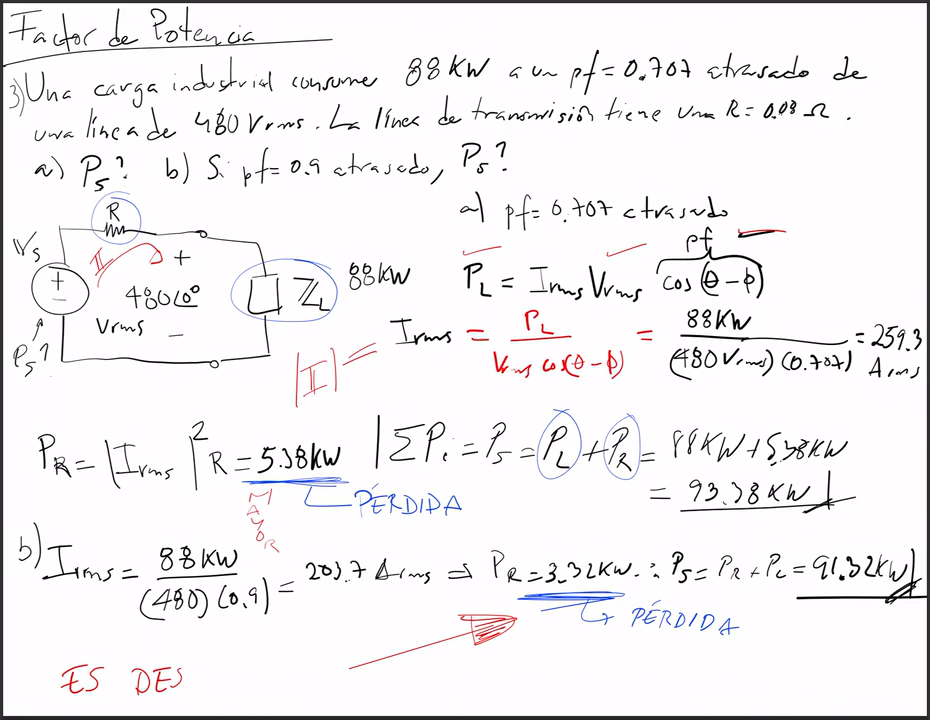 Factor de Potencia
3) Una carga industrial consume 88 KW a un pf = 0.707 atrasado de
una línea de 480 Vrms. La línea de transmisión tiene una R = 0.08 Ω.
a) Ps? b) Si pf = 0.9 atrasado, Ps?
a) pf = 0.707 atrasado
R
I
Vs
+
−
+
480∠0°
Vrms
−
Ps?
ZL
88KW
pf
PL = Irms Vrms cos(θ − φ)
|I| = Irms = PL / Vrms cos(θ − φ) = 88KW / (480 Vrms)(0.707) = 259.3 Arms
PR = |Irms|² R = 5.38KW
MAYOR
PÉRDIDA
ΣPi = Ps = PL + PR = 88KW + 5.38KW
= 93.38KW
b) Irms = 88KW / (480)(0.9) = 203.7 Arms ⇒ PR = 3.32KW ∴ Ps = PR + PL = 91.32KW
PÉRDIDA
ES DES